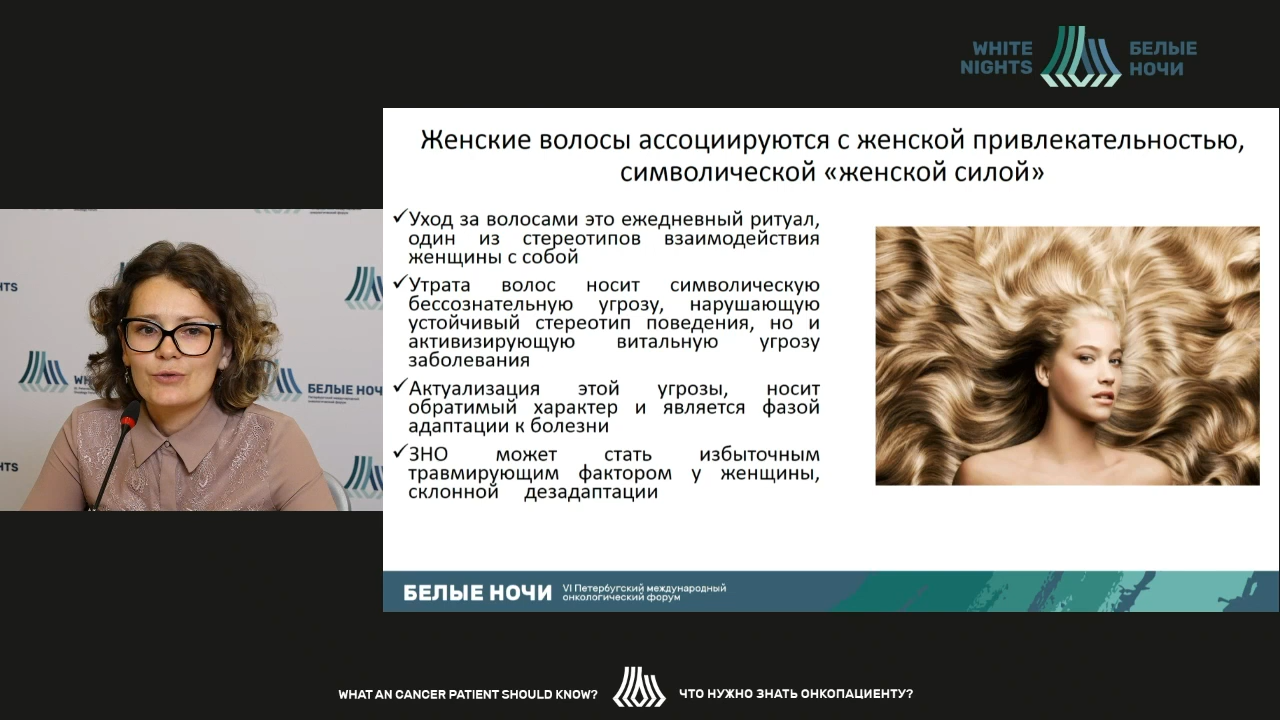 WHITE
NIGHTS
БЕЛЫЕ
НОЧИ
Женские волосы ассоциируются с женской привлекательностью,
символической «женской силой»
Уход за волосами это ежедневный ритуал,
один из стереотипов взаимодействия
женщины с собой
Утрата волос носит символическую
бессознательную угрозу, нарушающую
устойчивый стереотип поведения, но и
активизирующую витальную угрозу
заболевания
Актуализация этой угрозы, носит
обратимый характер и является фазой
адаптации к болезни
ЗНО может стать избыточным
травмирующим фактором у женщины,
склонной дезадаптации
БЕЛЫЕ НОЧИ
VI Петербугский международный
онкологический форум
БЕЛЫЕ НОЧ
WHAT AN CANCER PATIENT SHOULD KNOW?
ЧТО НУЖНО ЗНАТЬ ОНКОПАЦИЕНТУ?